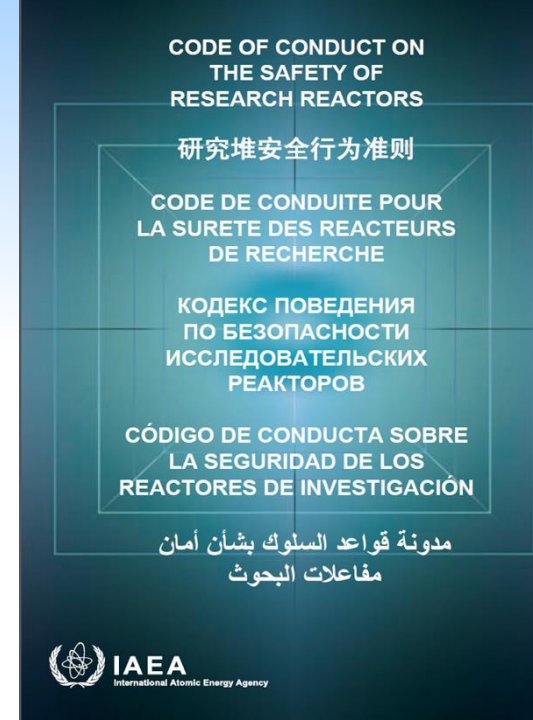 CODE OF CONDUCT ON
THE SAFETY OF
RESEARCH REACTORS
研究堆安全行为准则
CODE DE CONDUITE POUR
LA SURETE DES REACTEURS
DE RECHERCHE
КОДЕКС ПОВЕДЕНИЯ
ПО БЕЗОПАСНОСТИ
ИССЛЕДОВАТЕЛЬСКИХ
РЕАКТОРОВ
CÓDIGO DE CONDUCTA SOBRE
LA SEGURIDAD DE LOS
REACTORES DE INVESTIGACIÓN
مدونة قواعد السلوك بشأن أمان
مفاعلات البحوث
IAEA
International Atomic Energy Agency